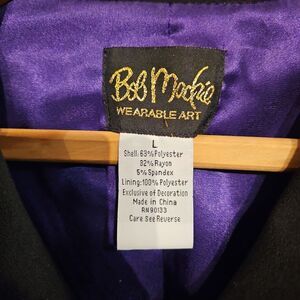 Bob Mackie
WEARABLE ART
L
Shell: 63% Polyester
32% Rayon
5% Spandex
Lining: 100% Polyester
Exclusive of Decoration
Made in China
RN 90133
Care See Reverse